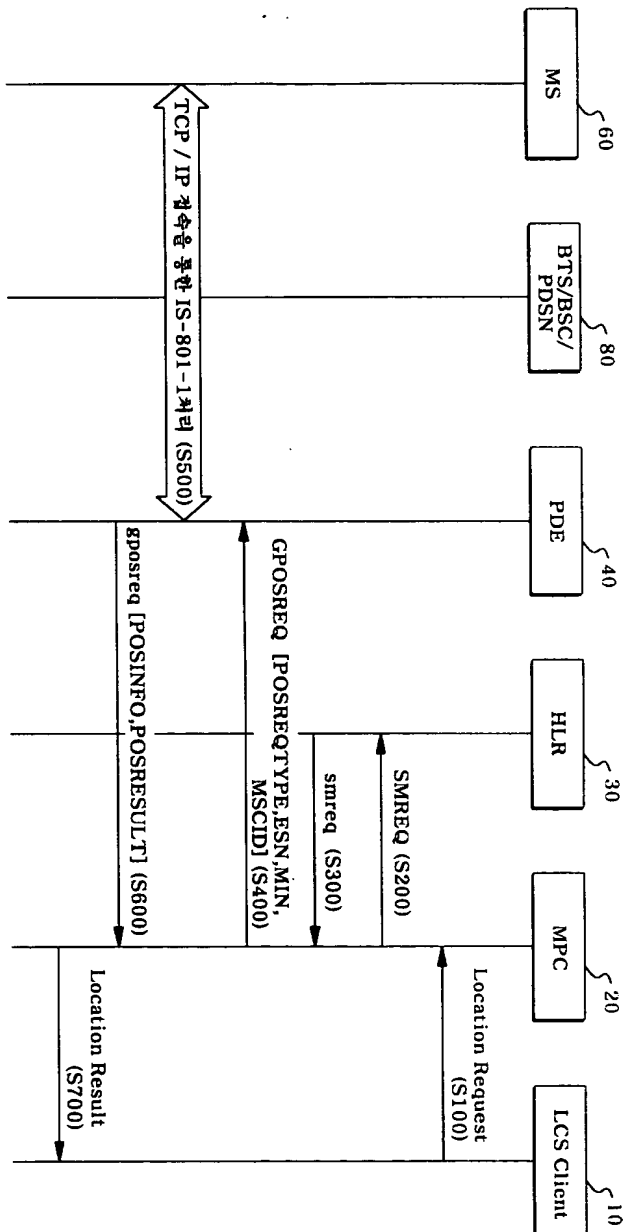 MS
60
BTS/BSC/
PDSN
80
PDE
40
HLR
30
MPC
20
LCS Client
10
Location Request
(S100)
SMREQ (S200)
smreq (S300)
GPOSREQ [POSREQTYPE,ESN,MIN,
MSCID] (S400)
TCP / IP 접속을 통한 IS-801-1처리 (S500)
gposreq [POSINFO,POSRESULT] (S600)
Location Result
(S700)